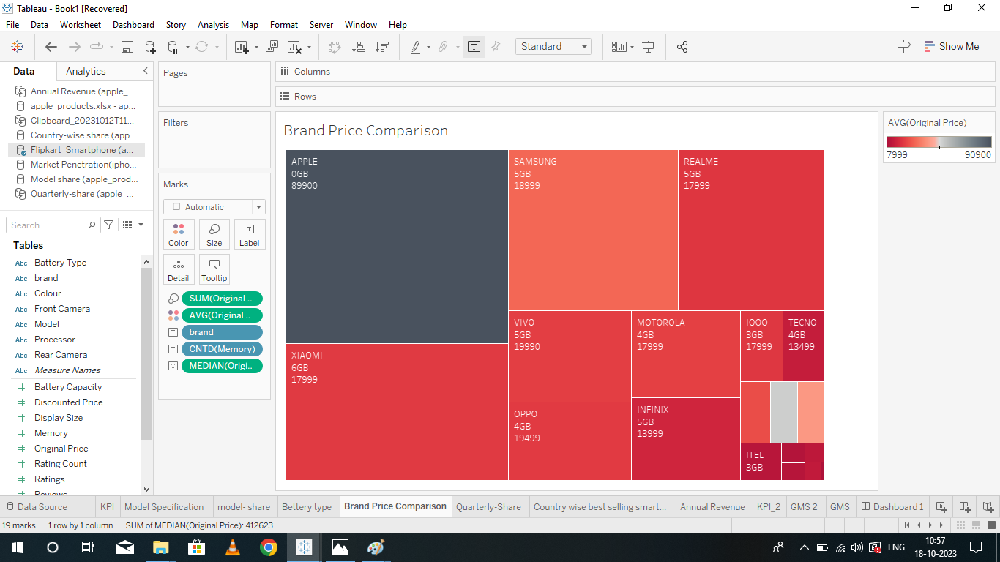 Tableau - Book1 [Recovered]
File Data Worksheet Dashboard Story Analysis Map Format Server Window Help
Standard
Show Me
Data Analytics
Annual Revenue (apple_...
apple_products.xlsx - ap...
Clipboard_20231012T11...
Country-wise share (app...
Flipkart_Smartphone (a...
Market Penetration(ipho...
Model share (apple_prod...
Quarterly-share (apple_...
Search
Tables
Abc Battery Type
Abc brand
Abc Colour
Abc Front Camera
Abc Model
Abc Processor
Abc Rear Camera
Abc Measure Names
# Battery Capacity
# Discounted Price
# Display Size
# Memory
# Original Price
# Rating Count
# Ratings
# Reviews
Pages
Filters
Marks
Automatic
Color Size Label
Detail Tooltip
SUM(Original ..
AVG(Original ..
brand
CNTD(Memory)
MEDIAN(Origi..
Columns
Rows
Brand Price Comparison
APPLE
0GB
89900
SAMSUNG
5GB
18999
REALME
5GB
17999
XIAOMI
6GB
17999
VIVO
5GB
19990
MOTOROLA
4GB
17999
IQOO
3GB
17999
TECNO
4GB
13499
OPPO
4GB
19499
INFINIX
5GB
13999
ITEL
3GB
AVG(Original Price)
7999 90900
Data Source KPI Model Specification model- share Bettery type Brand Price Comparison Quarterly-Share Country wise best selling smart... Annual Revenue KPI_2 GMS 2 GMS Dashboard 1
19 marks 1 row by 1 column SUM of MEDIAN(Original Price): 412623
ENG
10:57
18-10-2023